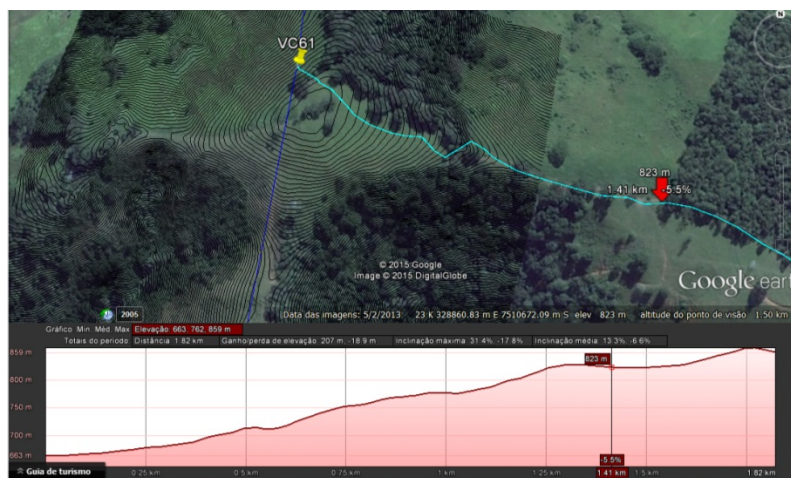 VC61
823 m
1.41 km -5.5%
© 2015 Google
Image © 2015 DigitalGlobe
Google earth
2005
Data das imagens: 5/2/2013 23 K 328860.83 m E 7510672.09 m S elev 823 m altitude do ponto de visão 1:50 km
Gráfico Mín Méd Max Elevação: 663, 762, 859 m
Totais do período Distância: 1.82 km Ganho/perda de elevação: 207 m, -18.9 m Inclinação máxima: 31.4%, -17.8% Inclinação média: 13.3%, -6.6%
859 m
823 m
800 m
750 m
700 m
663 m
-5.5%
Guia de turismo 0.25 km 0.5 km 0.75 km 1 km 1.25 km 1.41 km 1.5 km 1.82 km